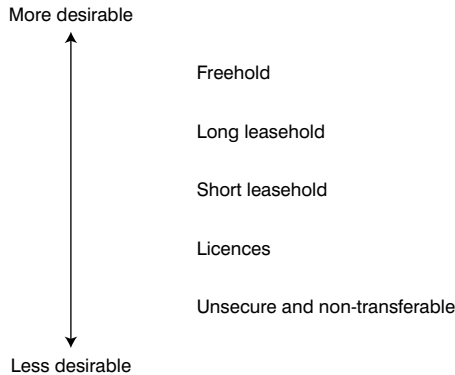 More desirable
Freehold
Long leasehold
Short leasehold
Licences
Unsecure and non-transferable
Less desirable